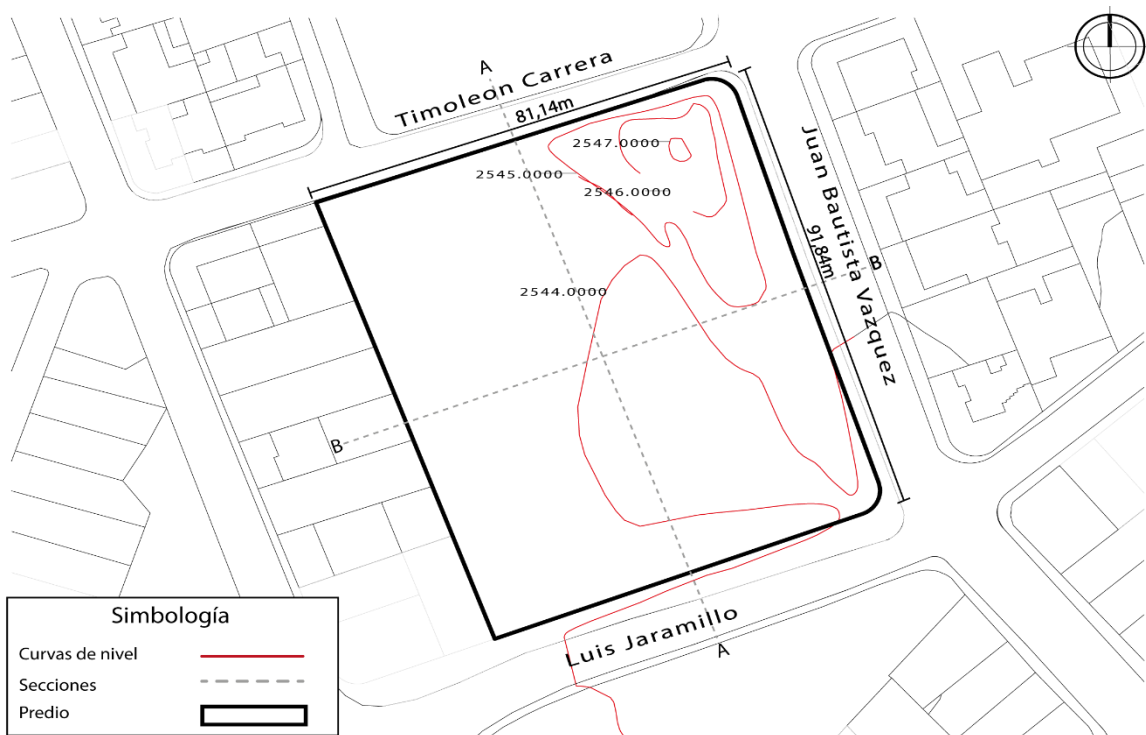 A
Timoleon Carrera
81,14m
2547.0000
2545.0000
2546.0000
Juan Bautista Vazquez
91,84m
B
2544.0000
B
Luis Jaramillo
A
Simbología
Curvas de nivel
Secciones
Predio